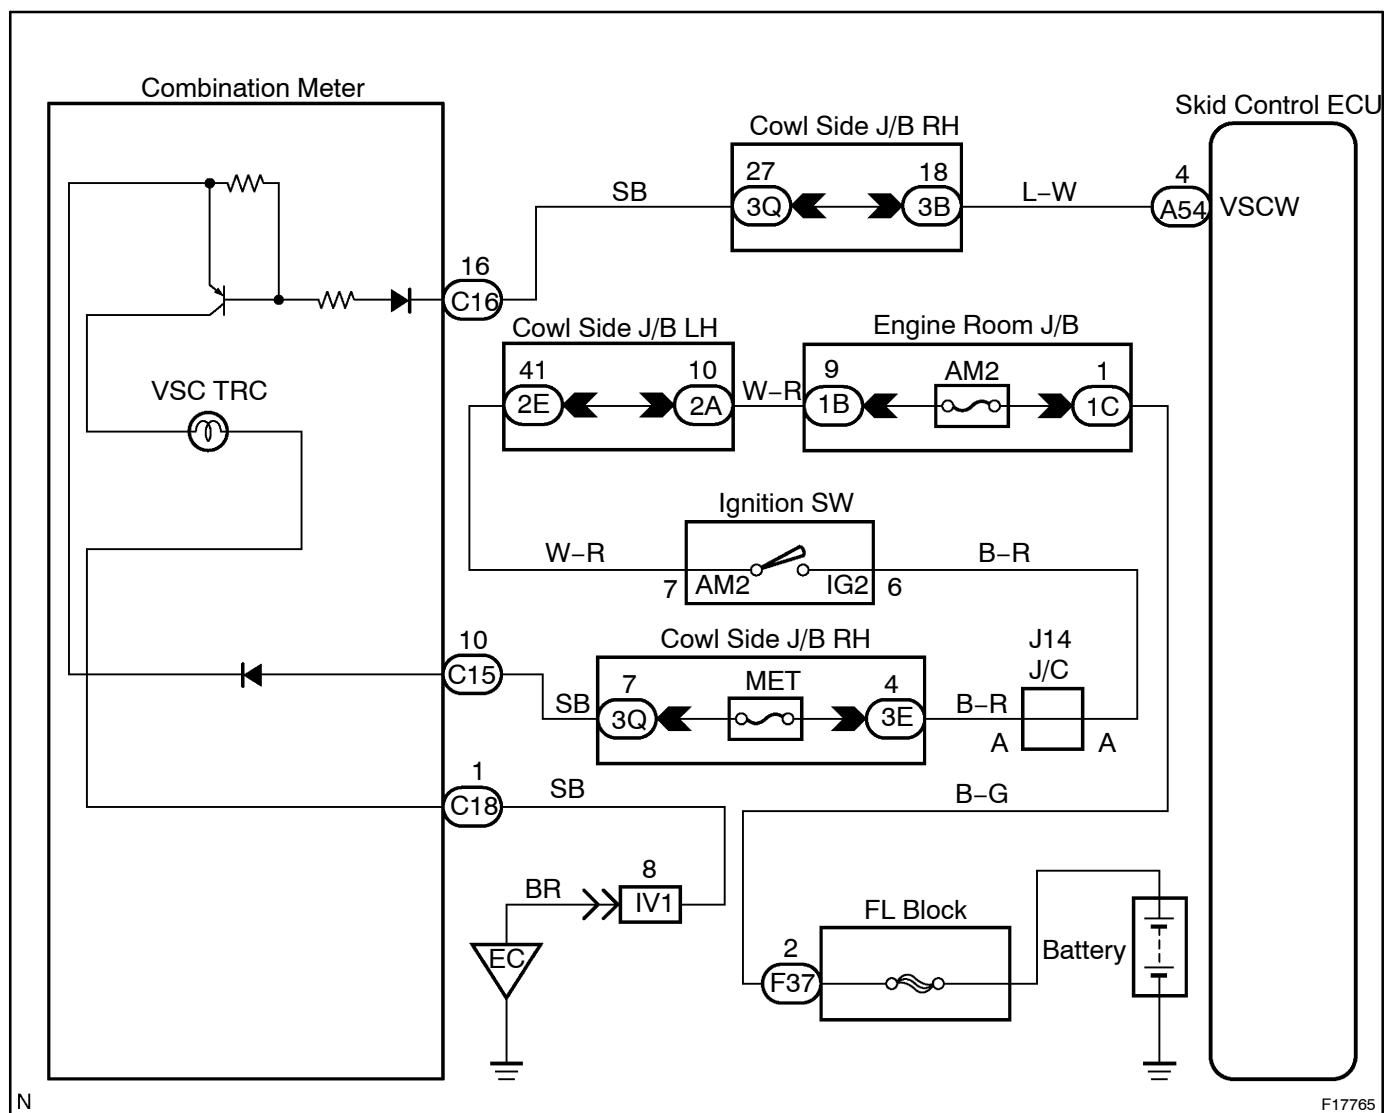 Combination Meter
Skid Control ECU
Cowl Side J/B RH
27
18
4
SB
3Q
3B
L−W
A54
VSCW
16
C16
Cowl Side J/B LH
Engine Room J/B
41
10
9
AM2
1
VSC TRC
2E
2A
W−R
1B
1C
Ignition SW
W−R
B−R
7
AM2
IG2
6
10
Cowl Side J/B RH
J14
J/C
C15
7
MET
4
SB
3Q
3E
B−R
A
A
1
C18
SB
B−G
8
BR
IV1
FL Block
EC
2
Battery
F37
N
F17765